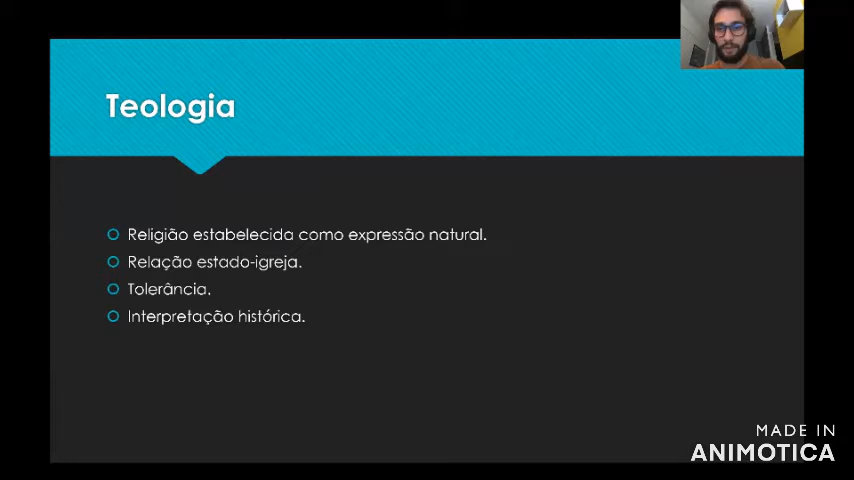 Teologia
Religião estabelecida como expressão natural.
Relação estado-igreja.
Tolerância.
Interpretação histórica.
MADE IN
ANIMOTICA